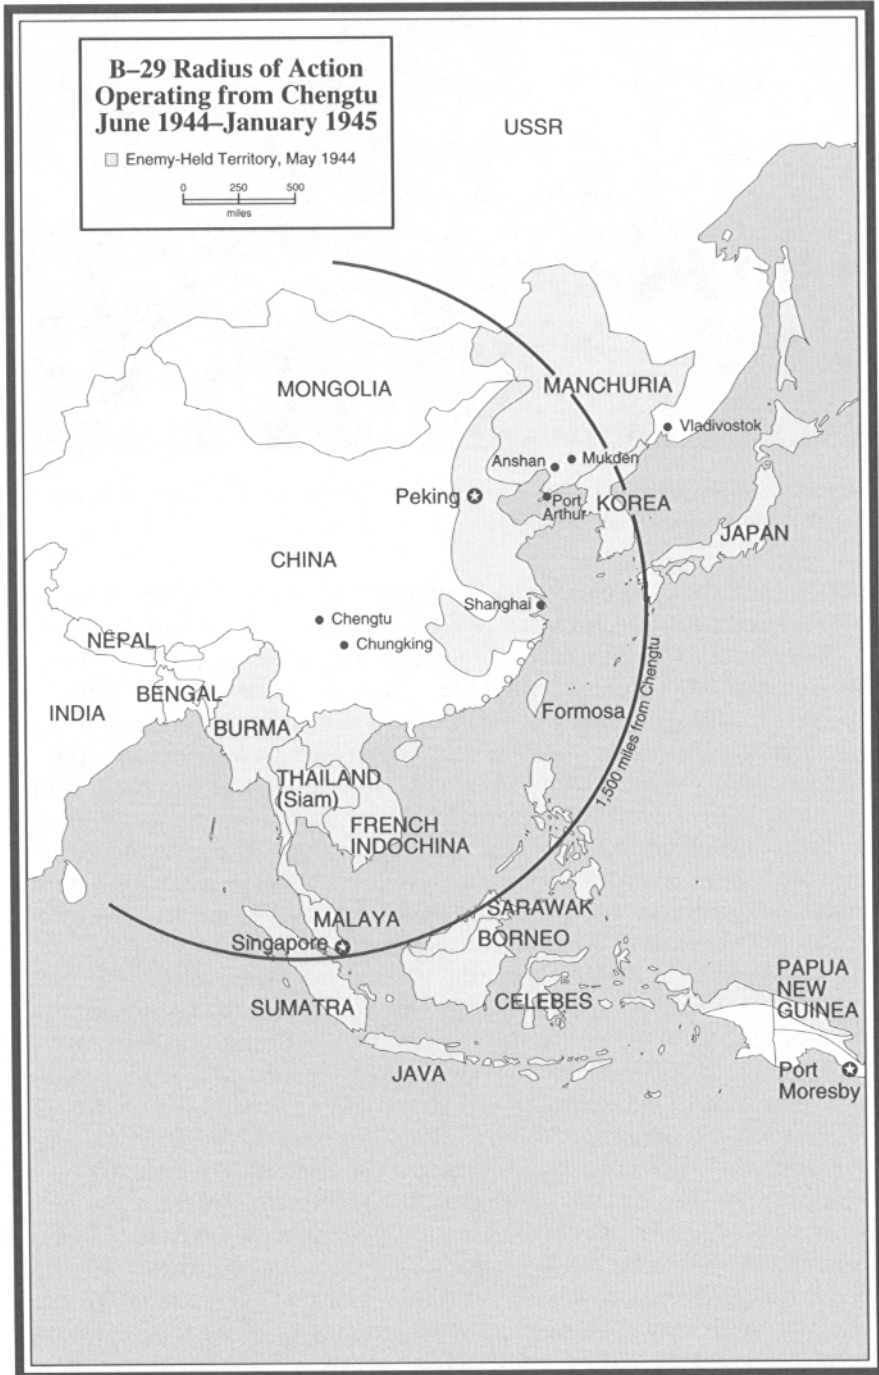 B–29 Radius of Action
Operating from Chengtu
June 1944–January 1945
Enemy-Held Territory, May 1944
0 250 500
miles
USSR
MONGOLIA
MANCHURIA
Vladivostok
Anshan
Mukden
Peking
Port
Arthur
KOREA
JAPAN
CHINA
Shanghai
Chengtu
Chungking
NEPAL
BENGAL
INDIA
BURMA
Formosa
1,500 miles from Chengtu
THAILAND
(Siam)
FRENCH
INDOCHINA
MALAYA
SARAWAK
Singapore
BORNEO
SUMATRA
CELEBES
PAPUA
NEW
GUINEA
JAVA
Port
Moresby